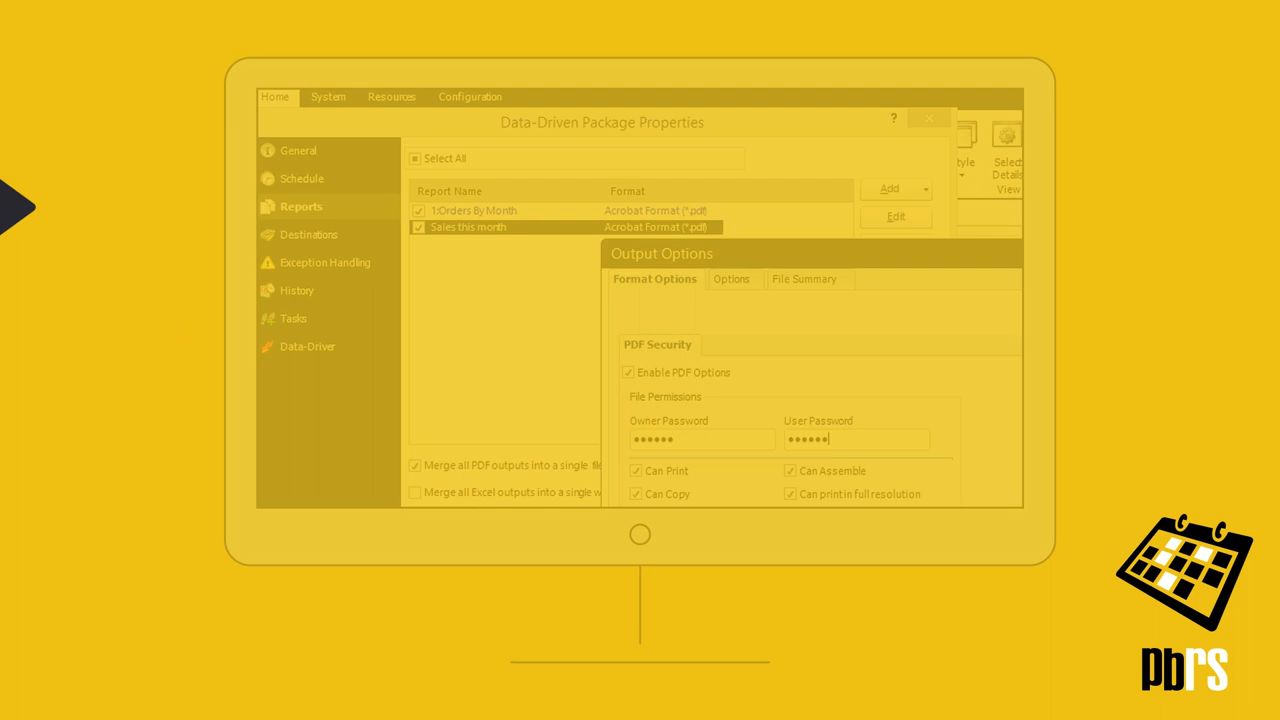 Home System Resources Configuration
Data-Driven Package Properties ?
General
Schedule
Reports
Destinations
Exception Handling
History
Tasks
Data-Driver
Select All
Report Name Format
1:Orders By Month Acrobat Format (*.pdf)
Sales this month Acrobat Format (*.pdf)
Add
Edit
tyle
Select
Details
View
Merge all PDF outputs into a single file
Merge all Excel outputs into a single w
Output Options
Format Options Options File Summary
PDF Security
Enable PDF Options
File Permissions
Owner Password User Password
Can Print Can Assemble
Can Copy Can print in full resolution
pbrs